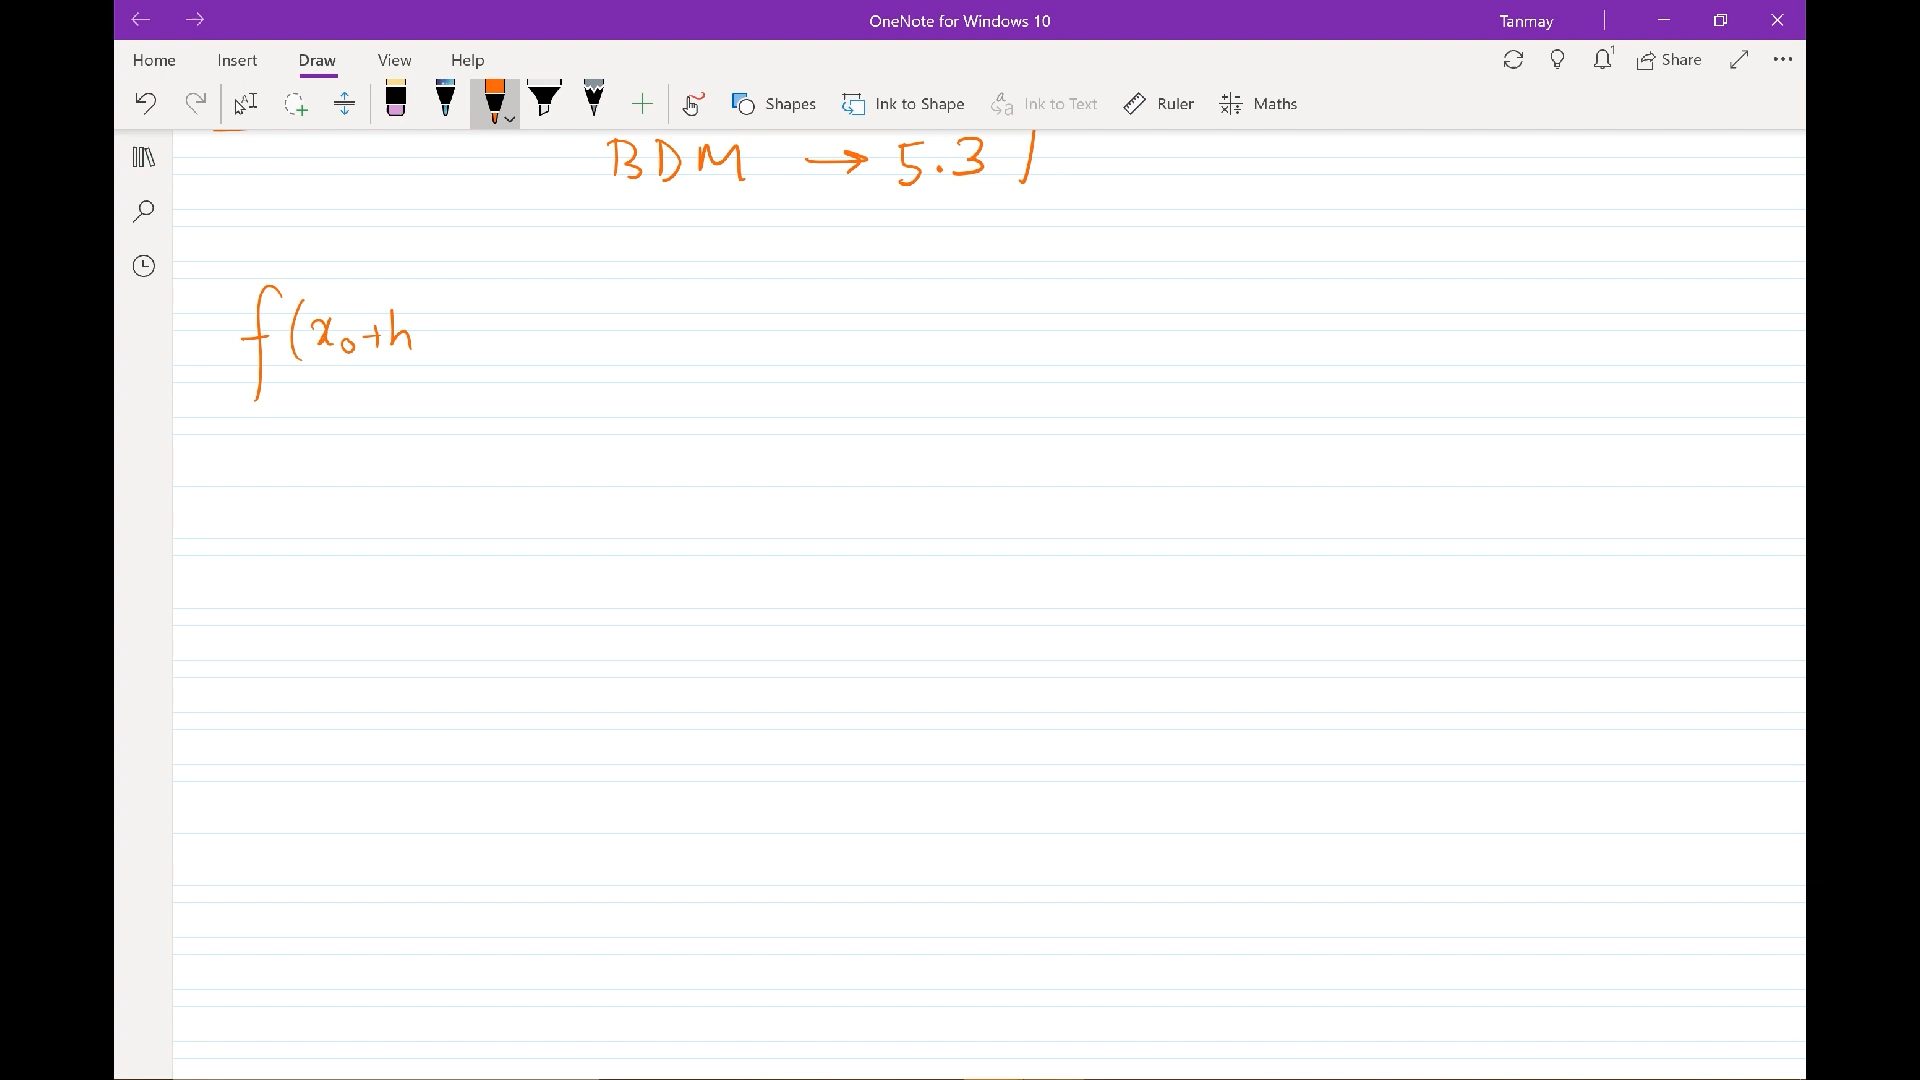 OneNote for Windows 10 Tanmay
Home Insert Draw View Help 1 Share
Shapes Ink to Shape Ink to Text Ruler Maths
BDM → 5.3
f(x₀+h